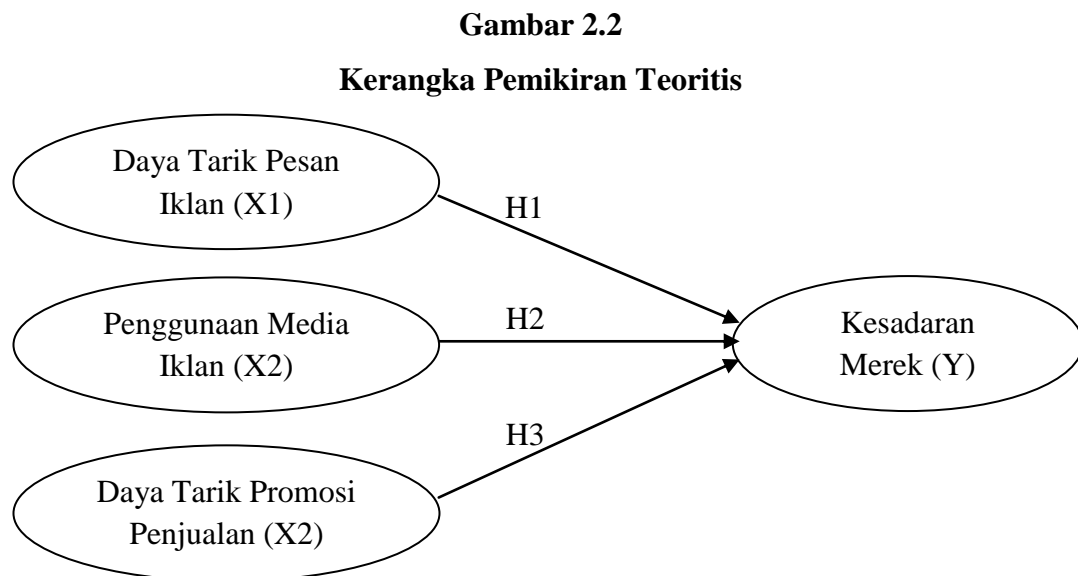 Gambar 2.2
Kerangka Pemikiran Teoritis
Daya Tarik Pesan
Iklan (X1)
H1
Penggunaan Media
Iklan (X2)
H2
Kesadaran
Merek (Y)
H3
Daya Tarik Promosi
Penjualan (X2)